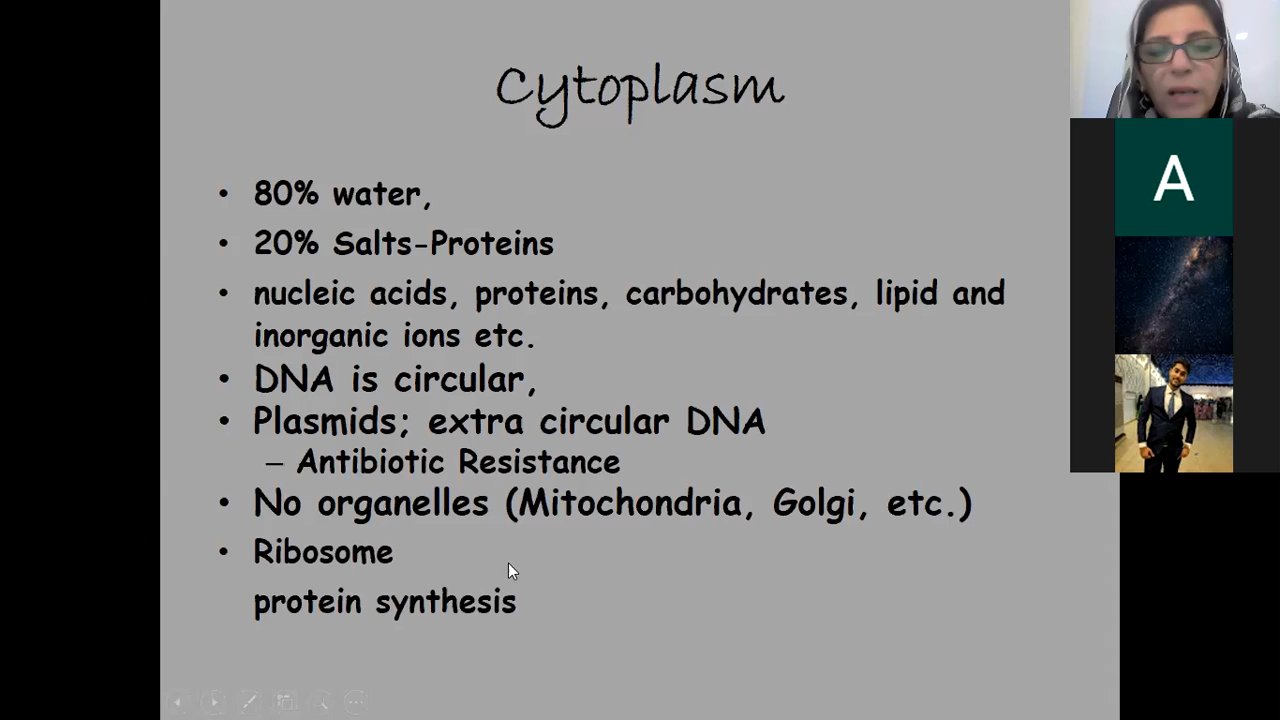 Cytoplasm
• 80% water,
• 20% Salts-Proteins
• nucleic acids, proteins, carbohydrates, lipid and
inorganic ions etc.
• DNA is circular,
• Plasmids; extra circular DNA
– Antibiotic Resistance
• No organelles (Mitochondria, Golgi, etc.)
• Ribosome
protein synthesis
A